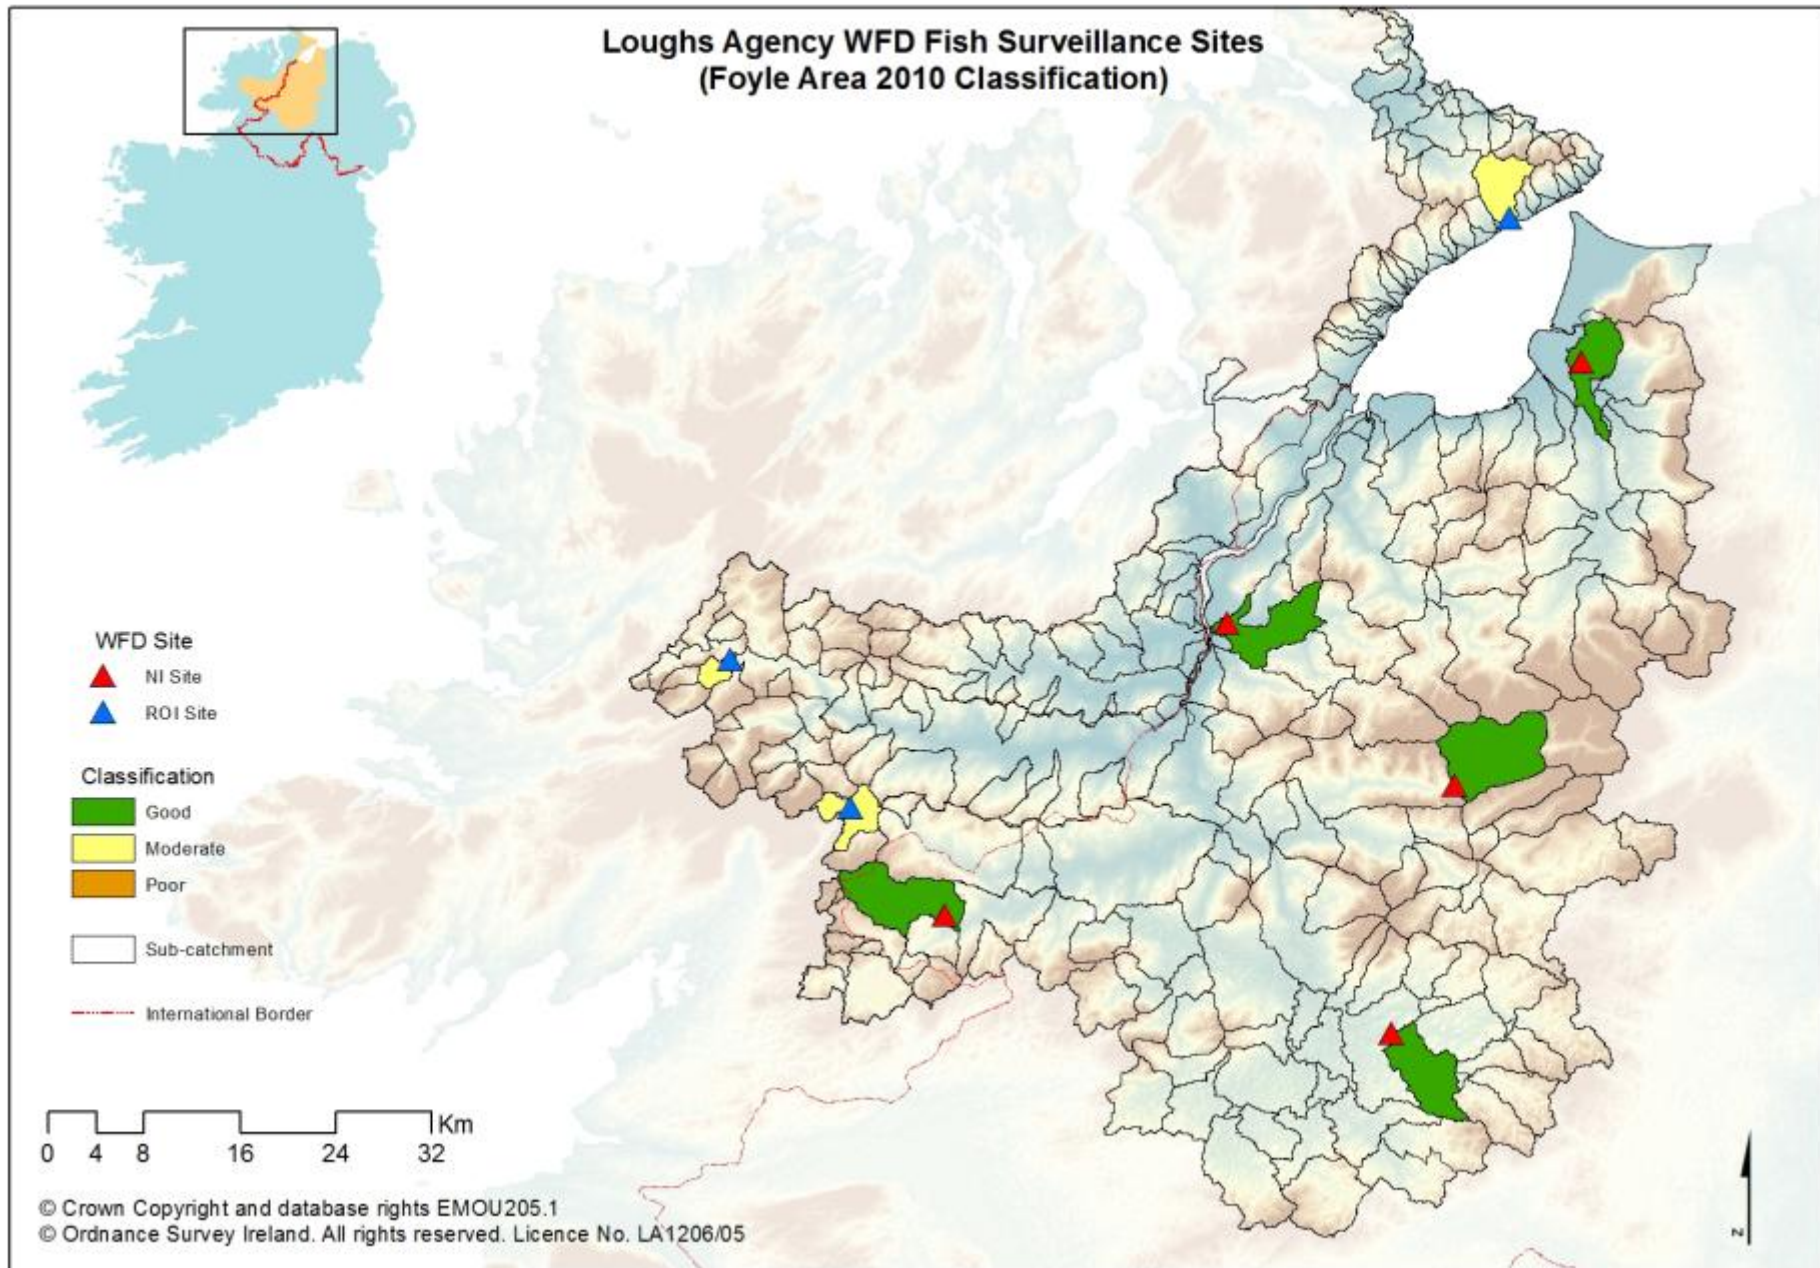 Loughs Agency WFD Fish Surveillance Sites
(Foyle Area 2010 Classification)
WFD Site
NI Site
ROI Site
Classification
Good
Moderate
Poor
Sub-catchment
International Border
Km
0 4 8 16 24 32
© Crown Copyright and database rights EMOU205.1
© Ordnance Survey Ireland. All rights reserved. Licence No. LA1206/05
N